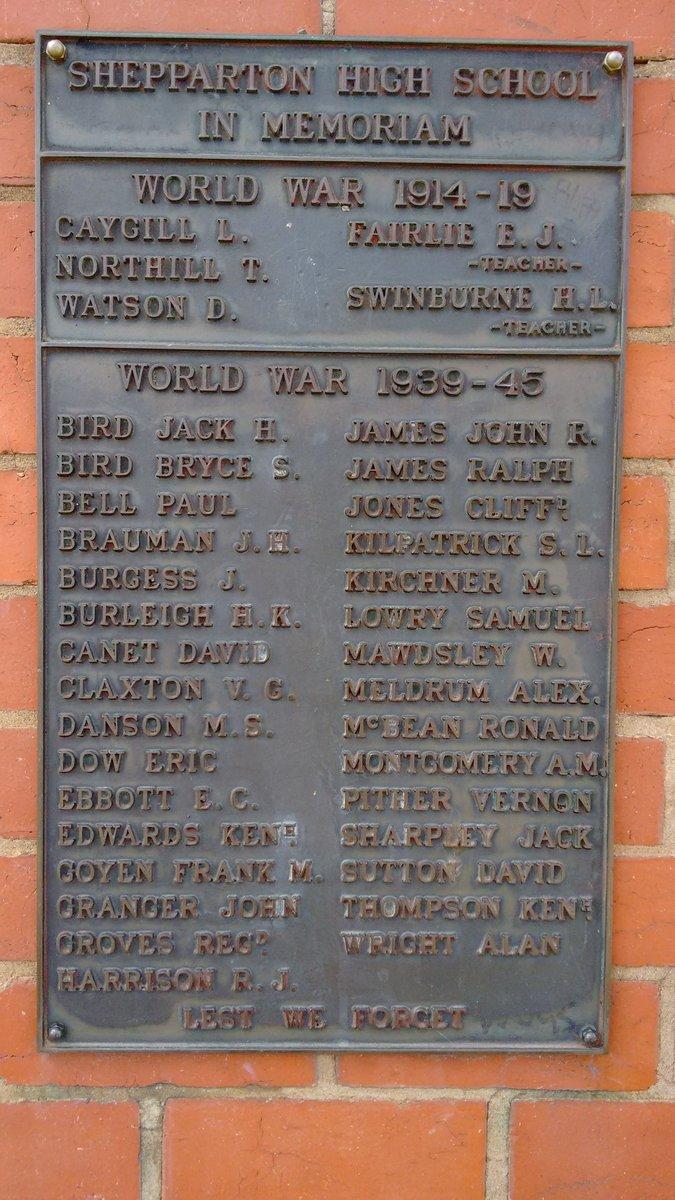 SHEPPARTON HIGH SCHOOL
IN MEMORIAM
WORLD WAR 1914-19
CAYGILL L.
NORTHILL T.
WATSON D.
FAIRLIE E. J.
-TEACHER-
SWINBURNE H.L.
-TEACHER-
WORLD WAR 1939-45
BIRD JACK H.
BIRD BRYCE S.
BELL PAUL
BRAUMAN J.H.
BURGESS J.
BURLEIGH H.K.
CANET DAVID
CLAXTON V. G.
DANSON M.S.
DOW ERIC
EBBOTT E.C.
EDWARDS KENᴴ
GOYEN FRANK M.
GRANGER JOHN
GROVES REGᴰ.
HARRISON R.J.
JAMES JOHN R.
JAMES RALPH
JONES CLIFFᴰ.
KILPATRICK S.L.
KIRCHNER M.
LOWRY SAMUEL
MAWDSLEY W.
MELDRUM ALEX.
MᶜBEAN RONALD
MONTGOMERY A.M.
PITHER VERNON
SHARPLEY JACK
SUTTON DAVID
THOMPSON KENᴴ.
WRIGHT ALAN
LEST WE FORGET